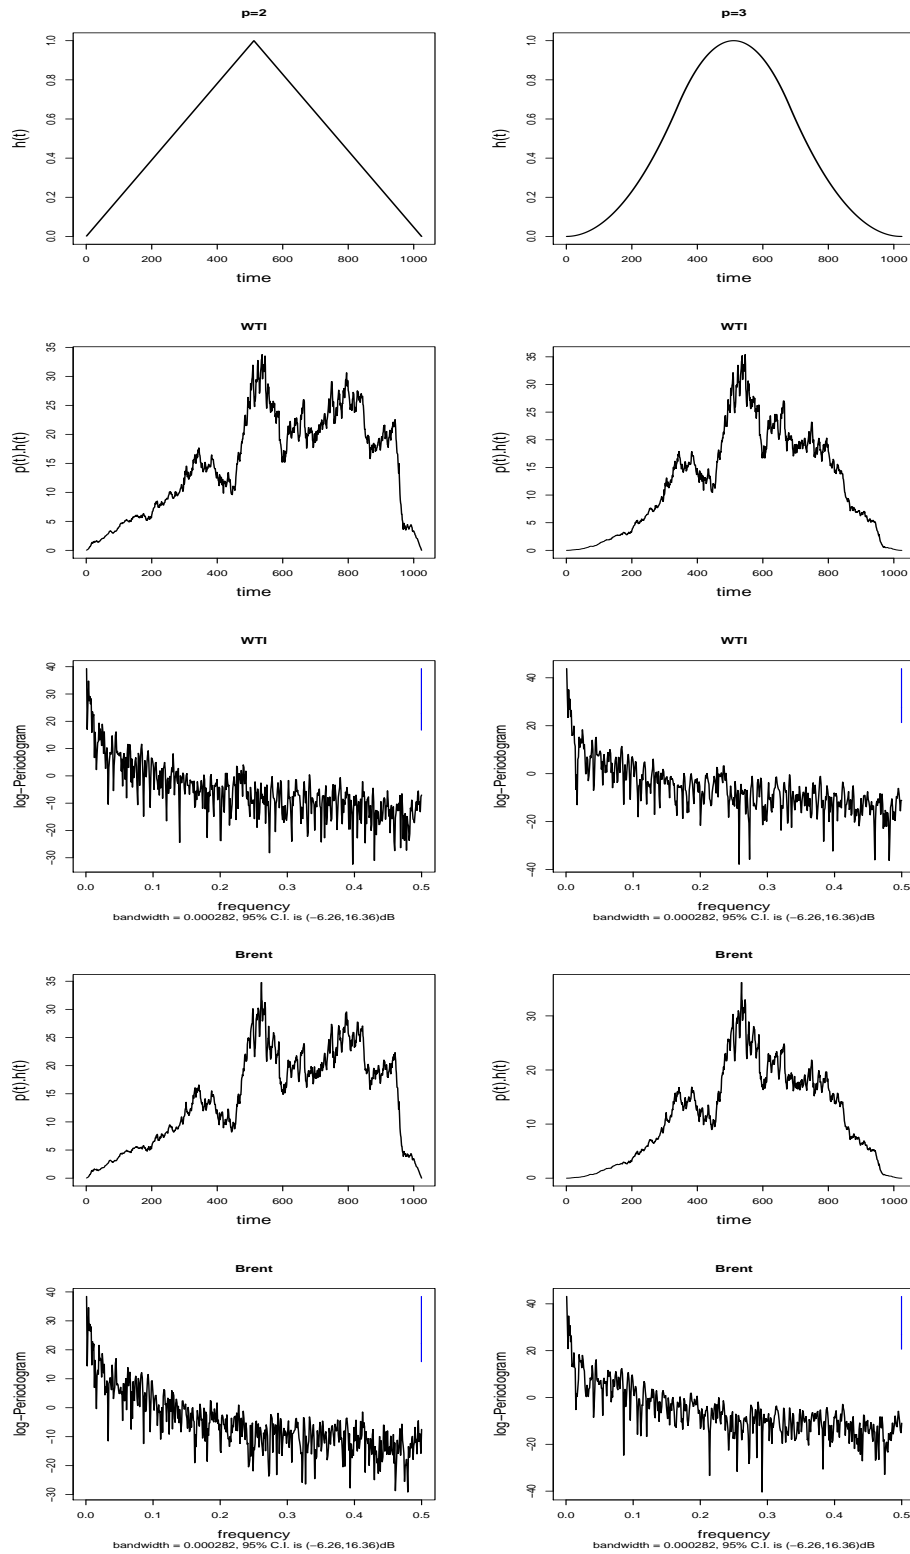 p=2
h(t)
0.0 0.2 0.4 0.6 0.8 1.0
0 200 400 600 800 1000
time
p=3
h(t)
0.0 0.2 0.4 0.6 0.8 1.0
0 200 400 600 800 1000
time
WTI
p(t).h(t)
0 5 10 15 20 25 30 35
0 200 400 600 800 1000
time
WTI
p(t).h(t)
0 5 10 15 20 25 30 35
0 200 400 600 800 1000
time
WTI
log−Periodogram
−30 −20 −10 0 10 20 30 40
0.0 0.1 0.2 0.3 0.4 0.5
frequency
bandwidth = 0.000282, 95% C.I. is (−6.26,16.36)dB
WTI
log−Periodogram
−40 −20 0 20 40
0.0 0.1 0.2 0.3 0.4 0.5
frequency
bandwidth = 0.000282, 95% C.I. is (−6.26,16.36)dB
Brent
p(t).h(t)
0 5 10 15 20 25 30 35
0 200 400 600 800 1000
time
Brent
p(t).h(t)
0 10 20 30
0 200 400 600 800 1000
time
Brent
log−Periodogram
−30 −20 −10 0 10 20 30 40
0.0 0.1 0.2 0.3 0.4 0.5
frequency
bandwidth = 0.000282, 95% C.I. is (−6.26,16.36)dB
Brent
log−Periodogram
−40 −20 0 20 40
0.0 0.1 0.2 0.3 0.4 0.5
frequency
bandwidth = 0.000282, 95% C.I. is (−6.26,16.36)dB